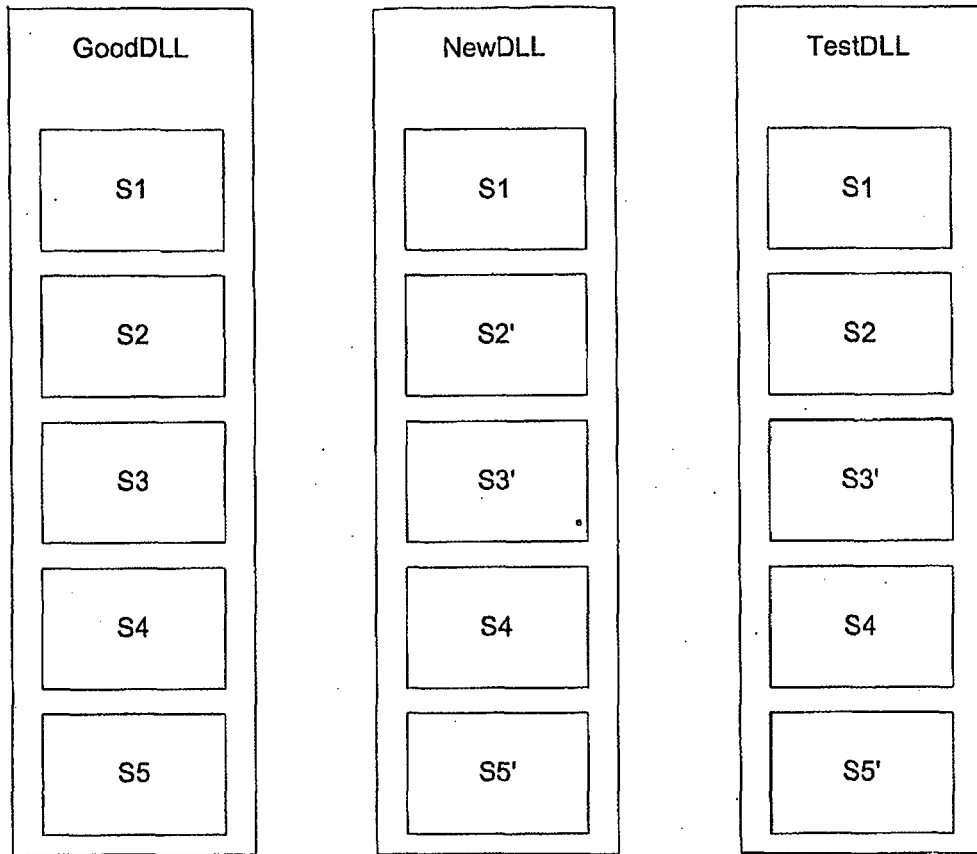 GoodDLL
S1
S2
S3
S4
S5
NewDLL
S1
S2'
S3'
S4
S5'
TestDLL
S1
S2
S3'
S4
S5'